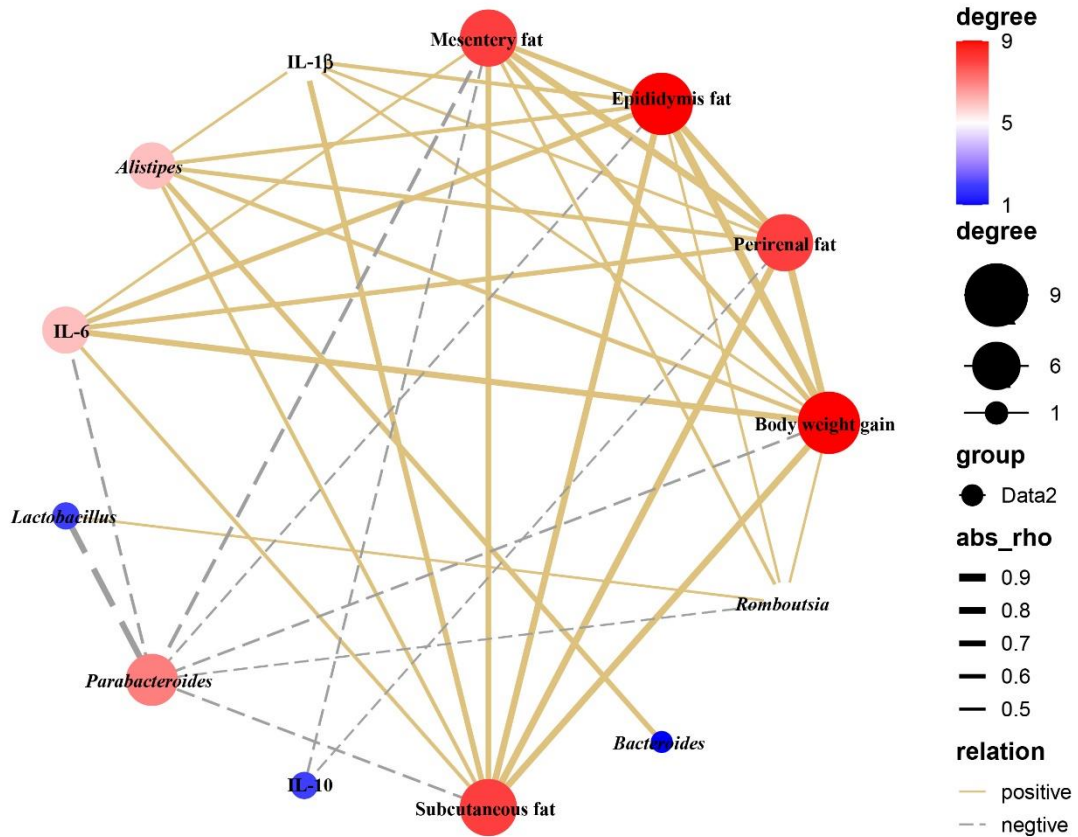 Mesentery fat
IL-1β
Epididymis fat
Alistipes
Perirenal fat
IL-6
Body weight gain
Lactobacillus
Romboutsia
Parabacteroides
Bacteroides
IL-10
Subcutaneous fat
degree
9
5
1
degree
9
6
1
group
Data2
abs_rho
0.9
0.8
0.7
0.6
0.5
relation
positive
negtive